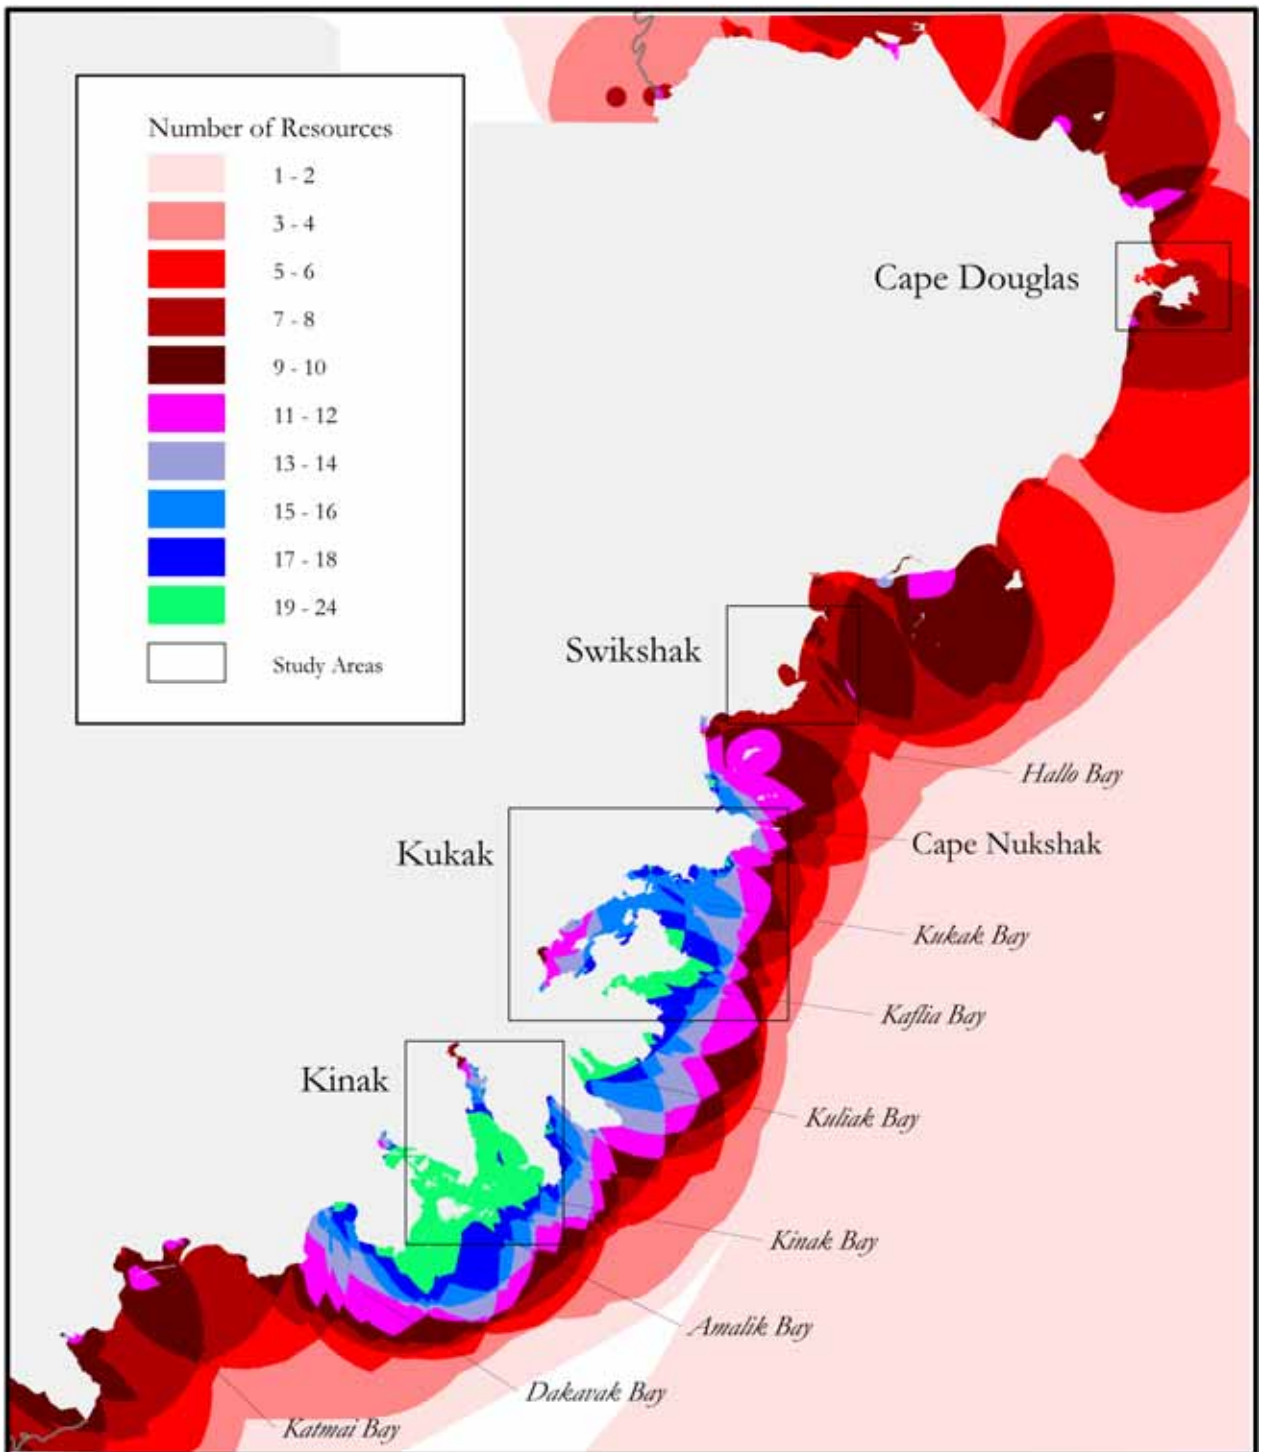 Number of Resources
1 - 2
3 - 4
5 - 6
7 - 8
9 - 10
11 - 12
13 - 14
15 - 16
17 - 18
19 - 24
Study Areas
Cape Douglas
Swikshak
Hallo Bay
Kukak
Cape Nukshak
Kukak Bay
Kaflia Bay
Kinak
Kuliak Bay
Kinak Bay
Amalik Bay
Dakavak Bay
Katmai Bay